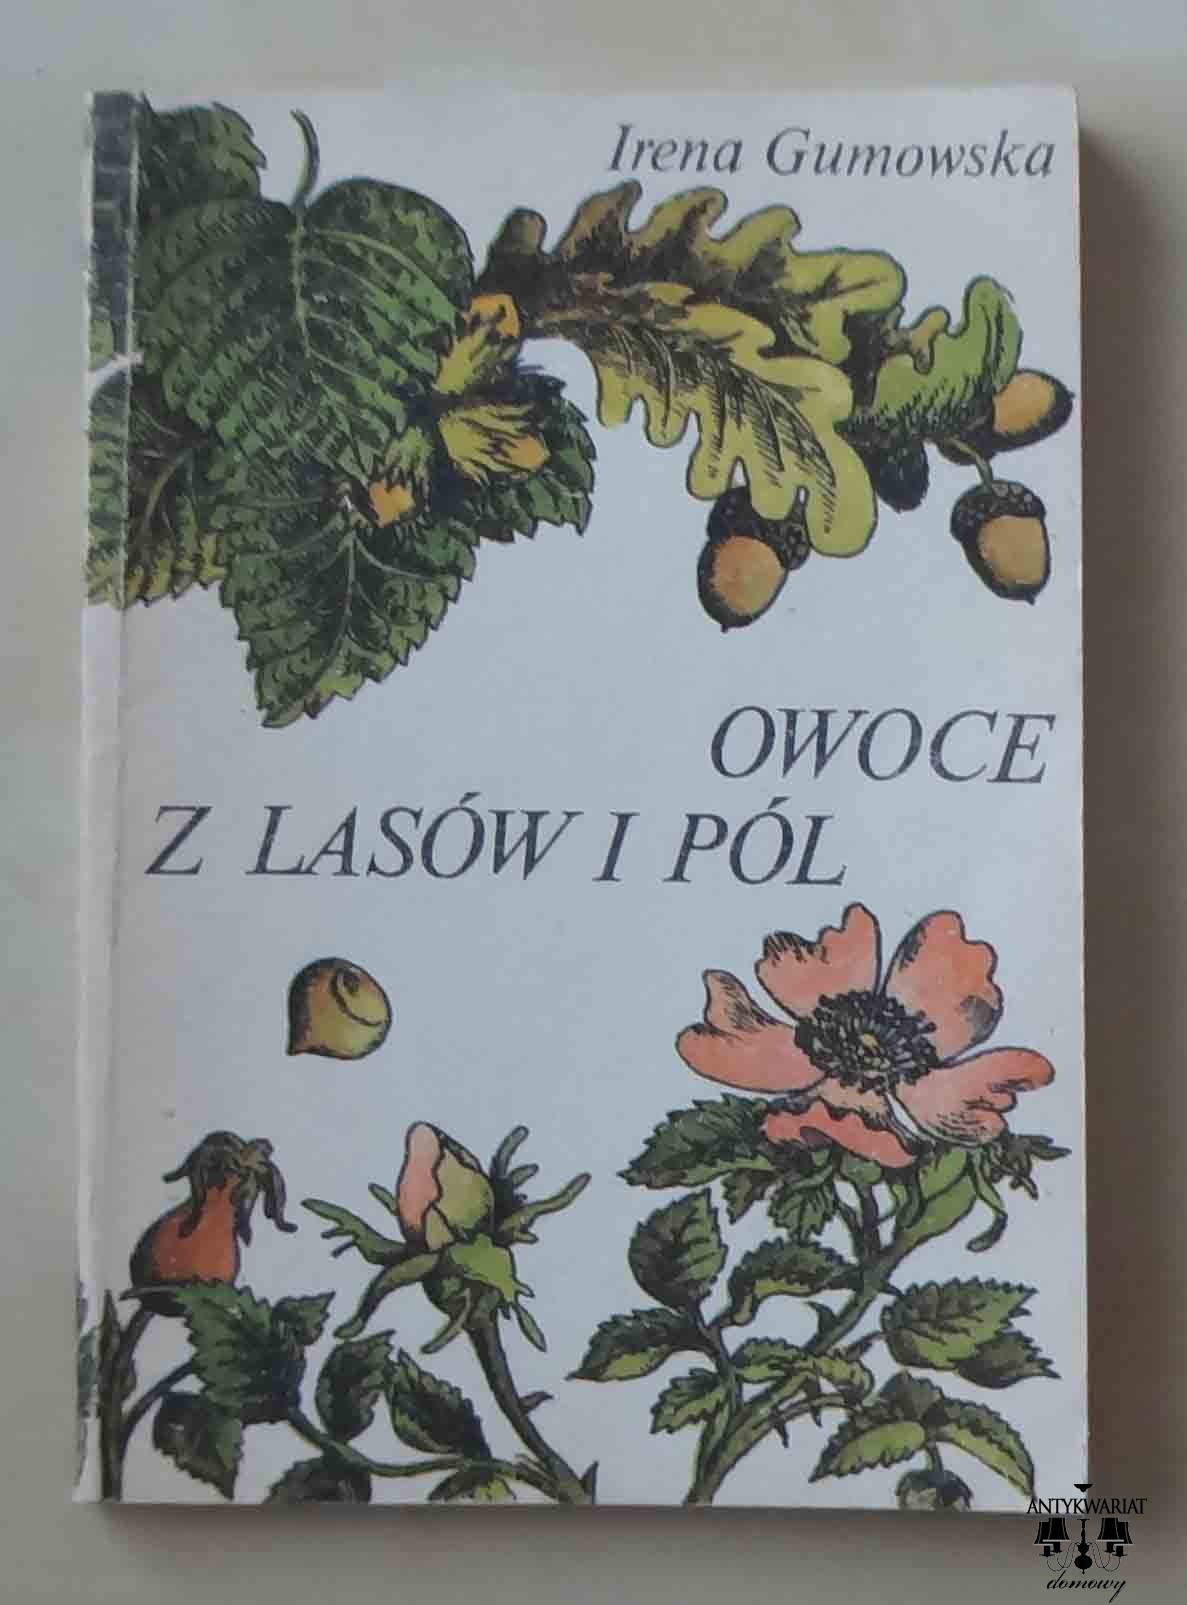 Irena Gumowska
OWOCE
Z LASÓW I PÓL
ANTYKWARIAT
domowy